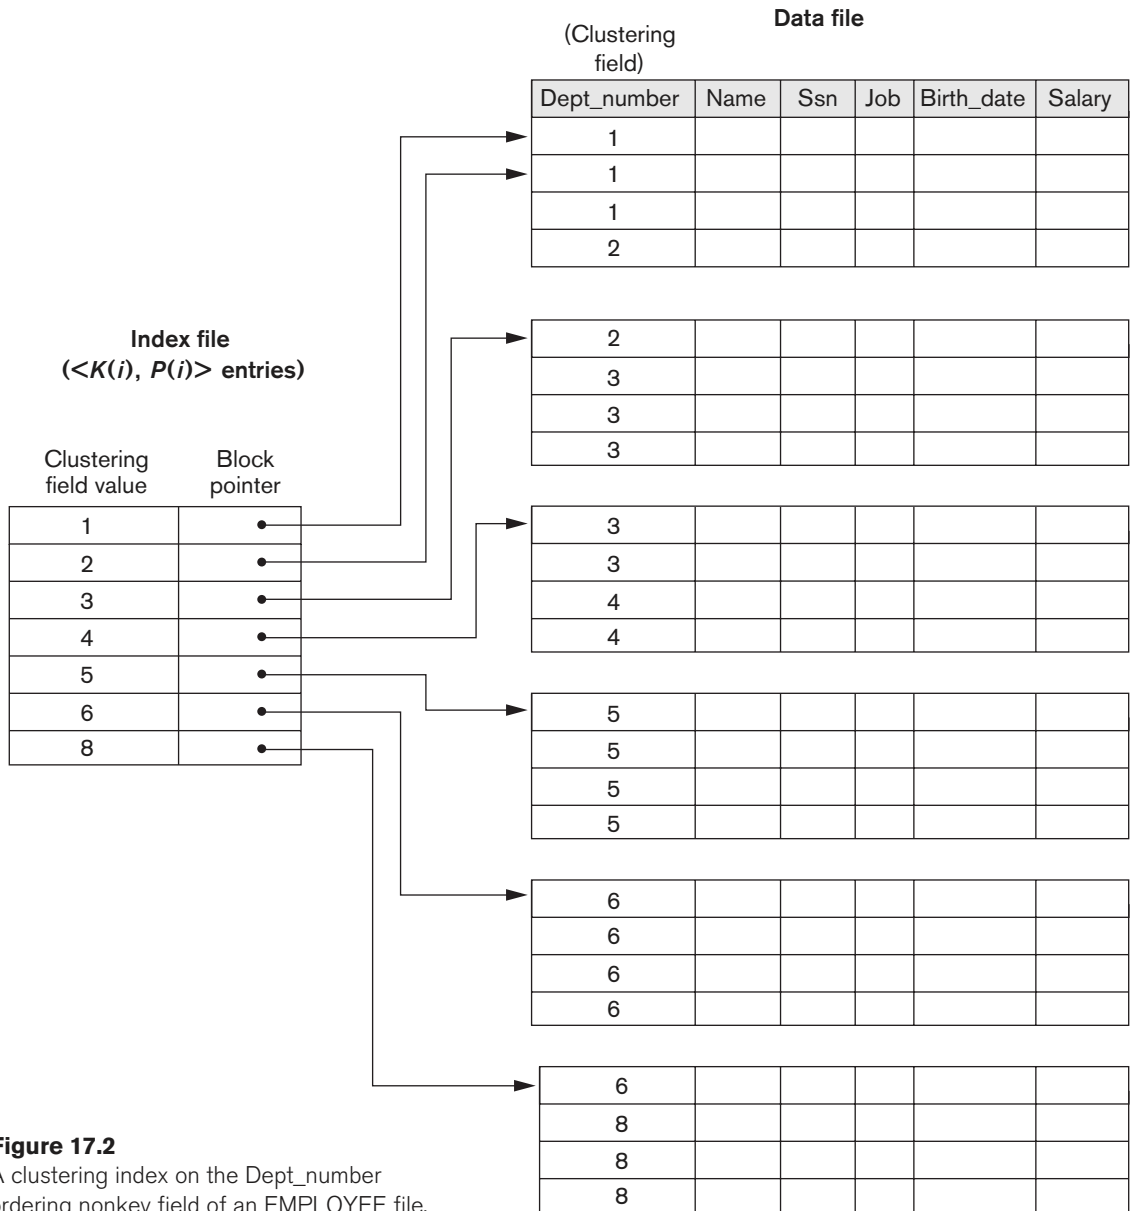 Data file
(Clustering
field)
Dept_number Name Ssn Job Birth_date Salary
1
1
1
2
2
3
3
3
3
3
4
4
5
5
5
5
6
6
6
6
6
8
8
8
Index file
(<K(i), P(i)> entries)
Clustering
field value
Block
pointer
1
2
3
4
5
6
8
Figure 17.2
A clustering index on the Dept_number
ordering nonkey field of an EMPLOYEE file.